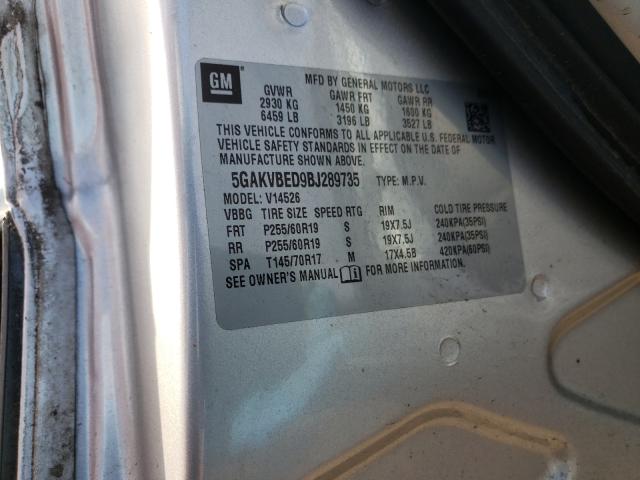 GM
MFD BY GENERAL MOTORS LLC
GVWR GAWR FRT GAWR RR
2930 KG 1450 KG 1600 KG
6459 LB 3196 LB 3527 LB
THIS VEHICLE CONFORMS TO ALL APPLICABLE U.S. FEDERAL MOTOR
VEHICLE SAFETY STANDARDS IN EFFECT ON THE DATE OF
MANUFACTURE SHOWN ABOVE.
5GAKVBED9BJ289735 TYPE: M.P.V.
MODEL: V14526
VBBG TIRE SIZE SPEED RTG RIM COLD TIRE PRESSURE
FRT P255/60R19 S 19X7.5J 240KPA(35PSI)
RR P255/60R19 S 19X7.5J 240KPA(35PSI)
SPA T145/70R17 M 17X4.5B 420KPA(60PSI)
SEE OWNER'S MANUAL FOR MORE INFORMATION.